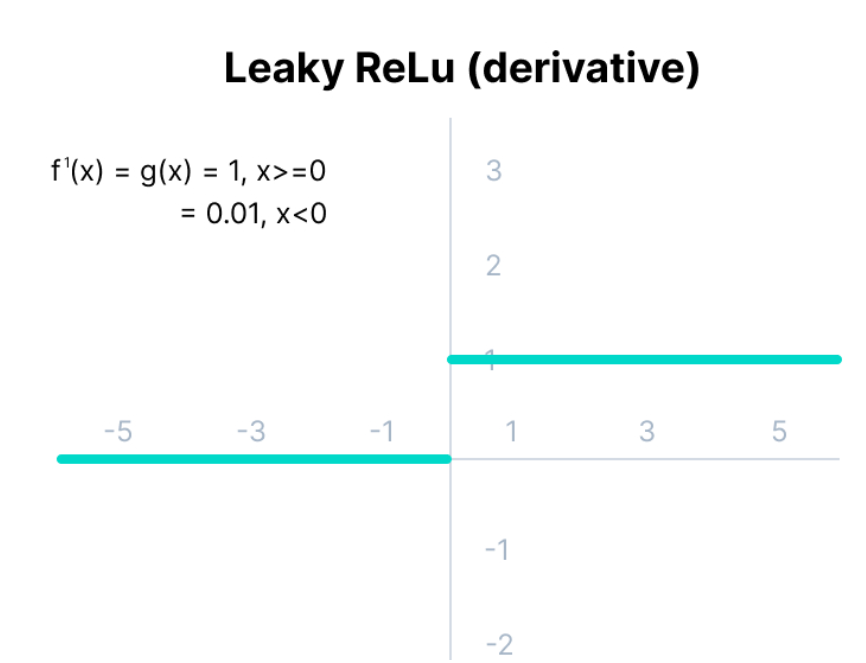 Leaky ReLu (derivative)
f¹(x) = g(x) = 1, x>=0
= 0.01, x<0
3
2
1
-5 -3 -1 1 3 5
-1
-2